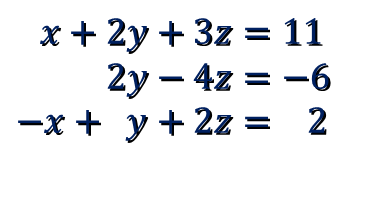 x + 2y + 3z = 11
2y − 4z = −6
−x + y + 2z = 2